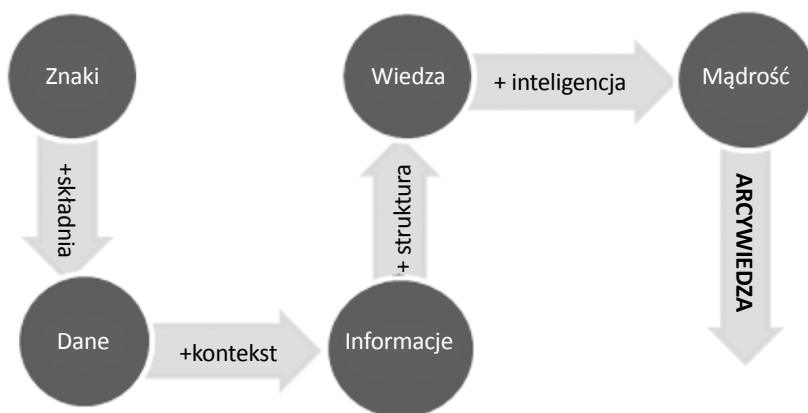 Znaki
+składnia
Dane
+kontekst
Informacje
+ struktura
Wiedza
+ inteligencja
Mądrość
ARCYWIEDZA